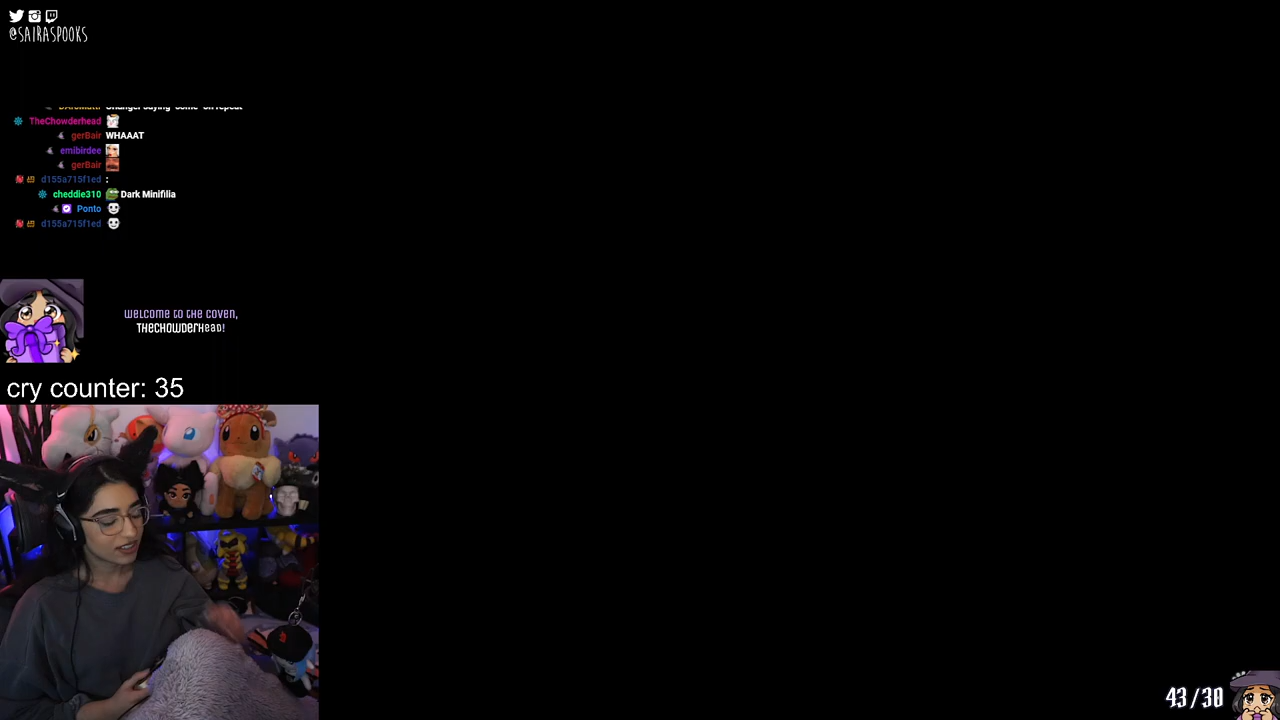 @SAIRASPOOKS
TheChowderhead
gerBair WHAAAT
emibirdee
gerBair
d155a715f1ed :
cheddie310 Dark Minifilia
Ponto
d155a715f1ed
welcome to the coven,
THECHOWDERHEAD!
cry counter: 35
43/30